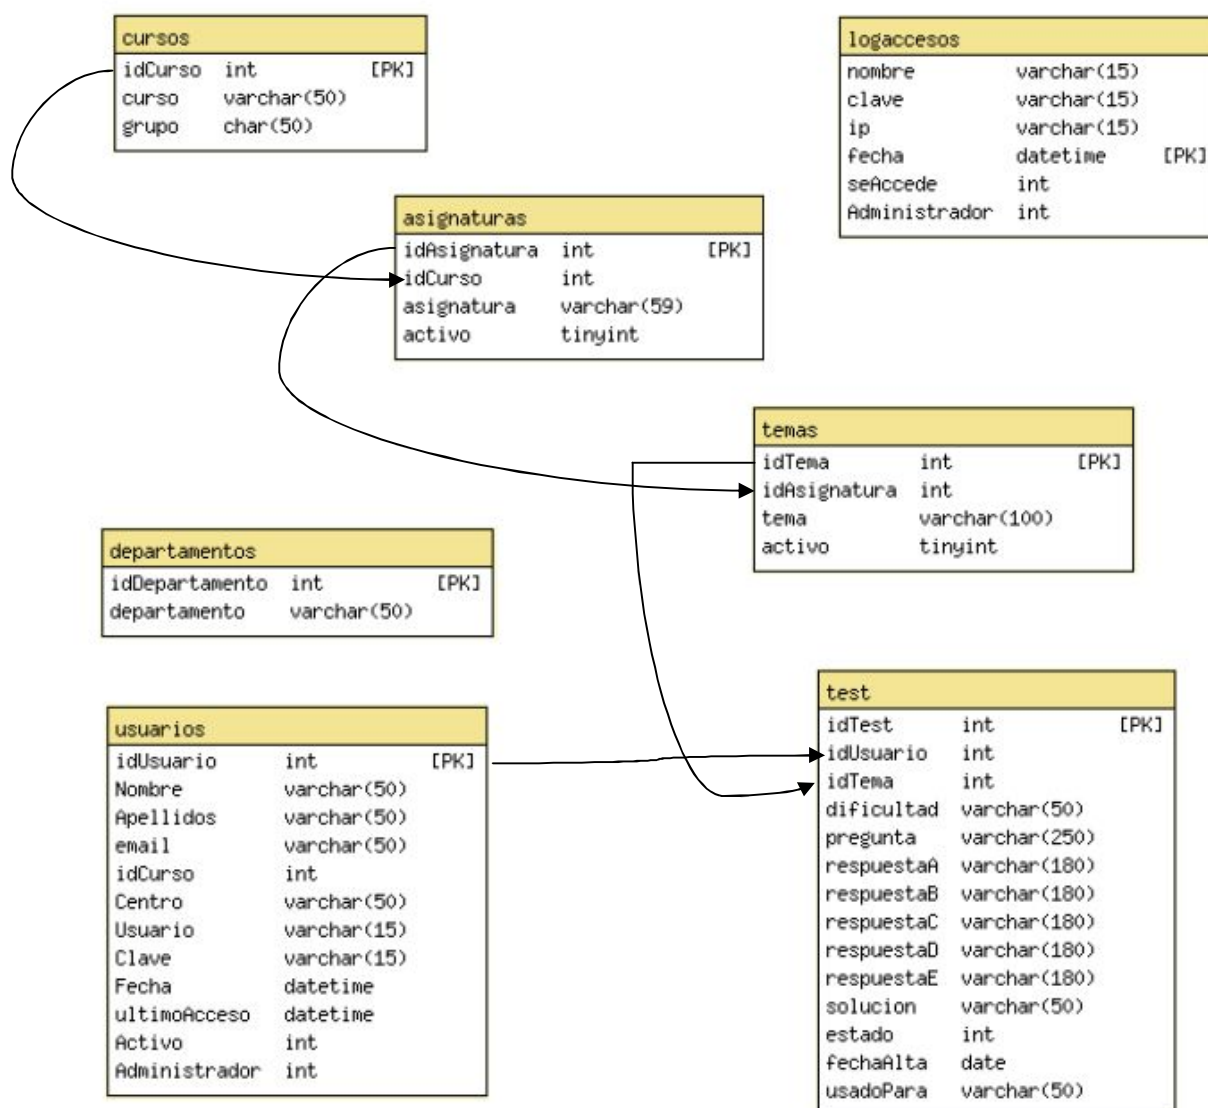 cursos
idCurso int [PK]
curso varchar(50)
grupo char(50)
logaccesos
nombre varchar(15)
clave varchar(15)
ip varchar(15)
fecha datetime [PK]
seAccede int
Administrador int
asignaturas
idAsignatura int [PK]
idCurso int
asignatura varchar(59)
activo tinyint
temas
idTema int [PK]
idAsignatura int
tema varchar(100)
activo tinyint
departamentos
idDepartamento int [PK]
departamento varchar(50)
usuarios
idUsuario int [PK]
Nombre varchar(50)
Apellidos varchar(50)
email varchar(50)
idCurso int
Centro varchar(50)
Usuario varchar(15)
Clave varchar(15)
Fecha datetime
ultimoAcceso datetime
Activo int
Administrador int
test
idTest int [PK]
idUsuario int
idTema int
dificultad varchar(50)
pregunta varchar(250)
respuestaA varchar(180)
respuestaB varchar(180)
respuestaC varchar(180)
respuestaD varchar(180)
respuestaE varchar(180)
solucion varchar(50)
estado int
fechaAlta date
usadoPara varchar(50)